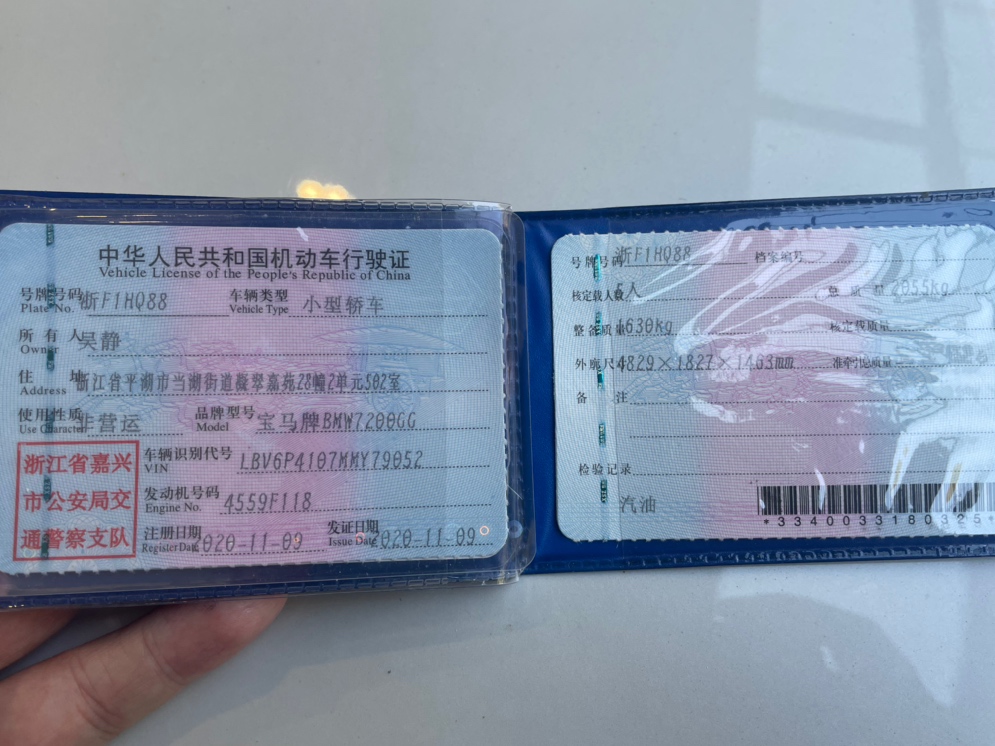 中华人民共和国机动车行驶证
Vehicle License of the People's Republic of China
号牌号码 浙F1HQ88 车辆类型 小型轿车
Plate No. Vehicle Type
所有人 吴静
Owner
住址 浙江省平湖市当湖街道凝翠嘉苑28幢2单元502室
Address
使用性质 非营运 品牌型号 宝马牌BMW7200GG
Use Character Model
浙江省嘉兴
市公安局交
通警察支队
车辆识别代号 LBV6P4107MMY79052
VIN
发动机号码 4559F118
Engine No.
注册日期 2020-11-09 发证日期 2020-11-09
Register Date Issue Date
号牌号码 浙F1HQ88 档案编号
核定载人数 5人 总质量 2055kg
整备质量 1630kg 核定载质量
外廓尺寸 4829×1827×1463mm 准牵引总质量
备注
检验记录
汽油
*3340033180325*